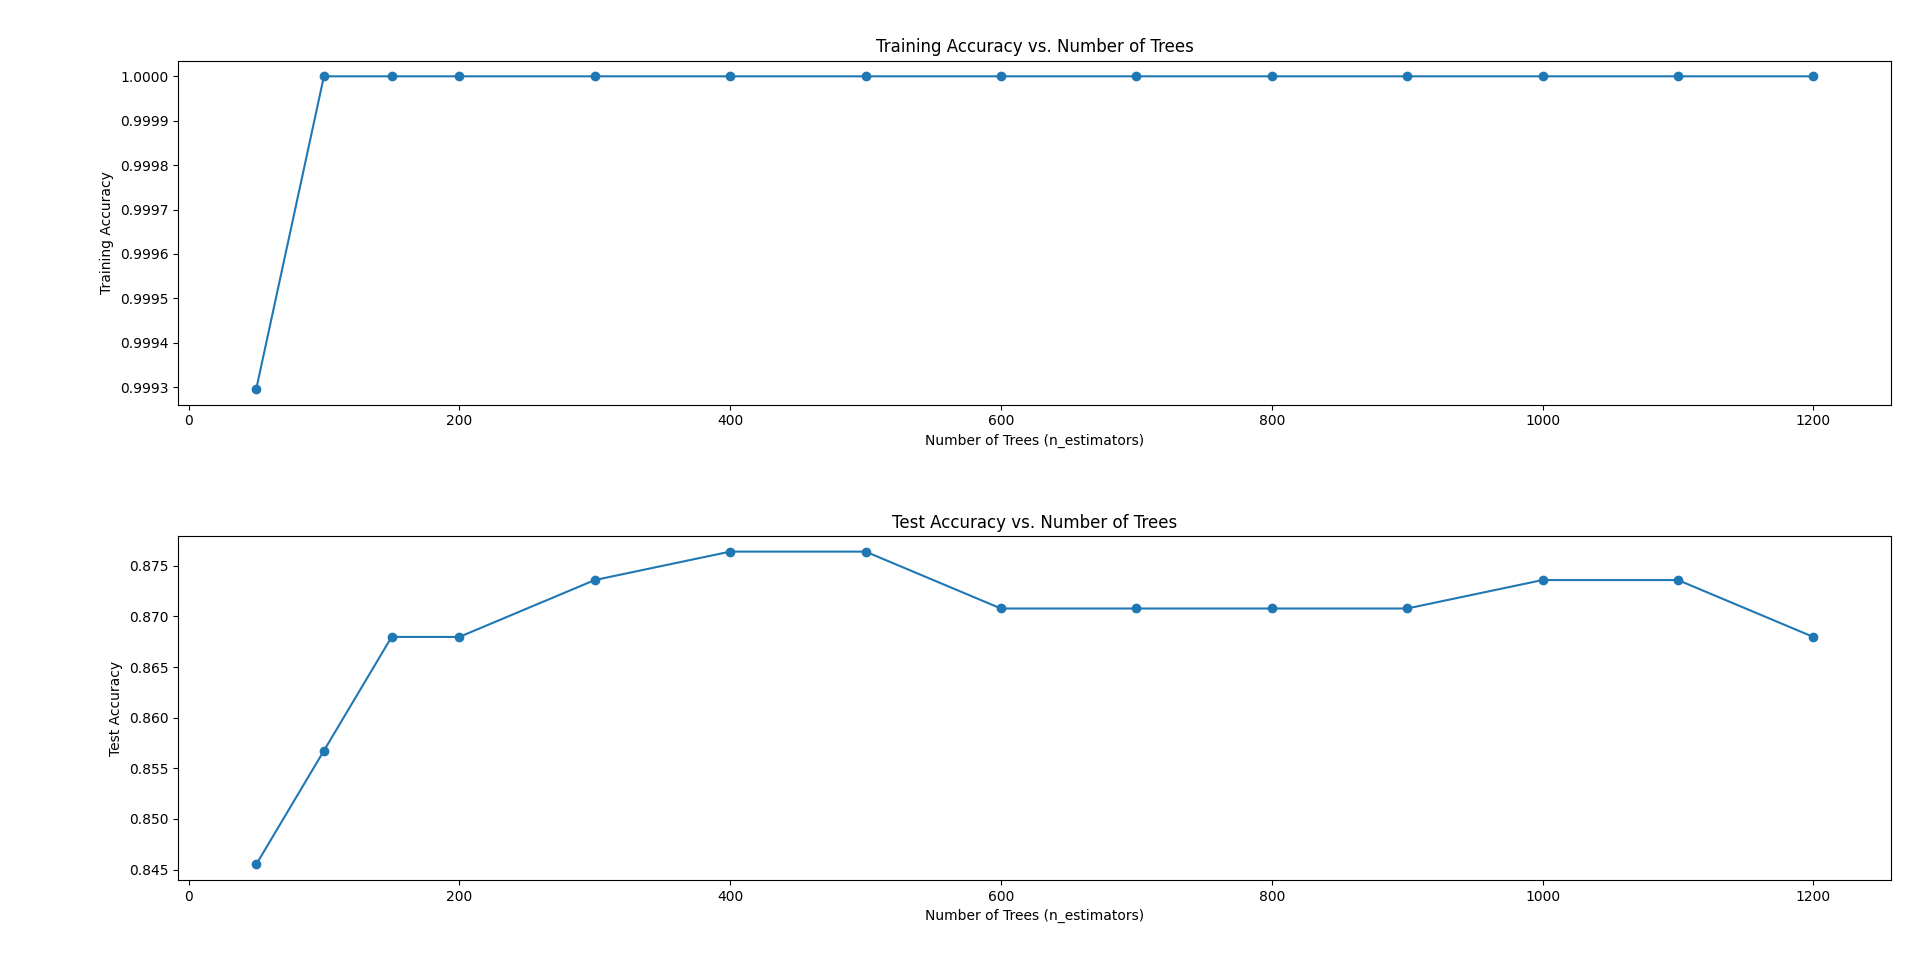 Training Accuracy vs. Number of Trees
1.0000
0.9999
0.9998
0.9997
0.9996
0.9995
0.9994
0.9993
Training Accuracy
0 200 400 600 800 1000 1200
Number of Trees (n_estimators)
Test Accuracy vs. Number of Trees
0.875
0.870
0.865
0.860
0.855
0.850
0.845
Test Accuracy
0 200 400 600 800 1000 1200
Number of Trees (n_estimators)